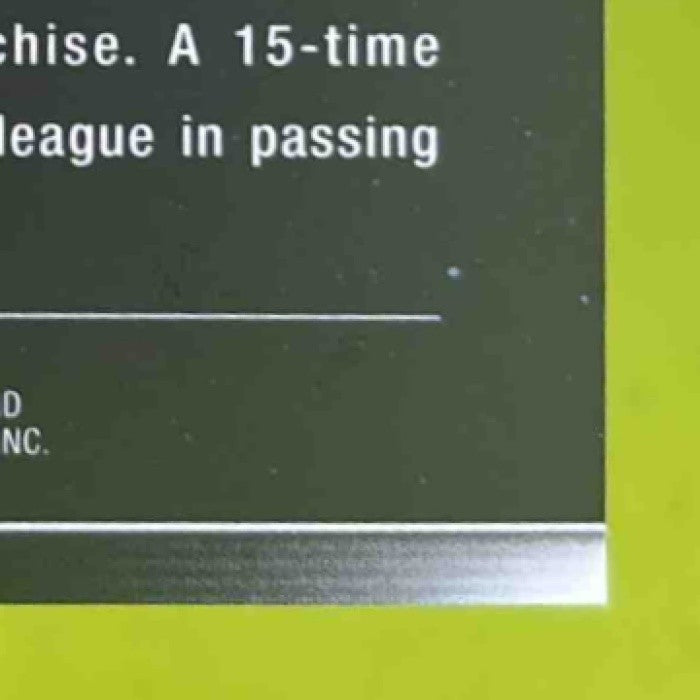 chise. A 15-time
league in passing
D
NC.